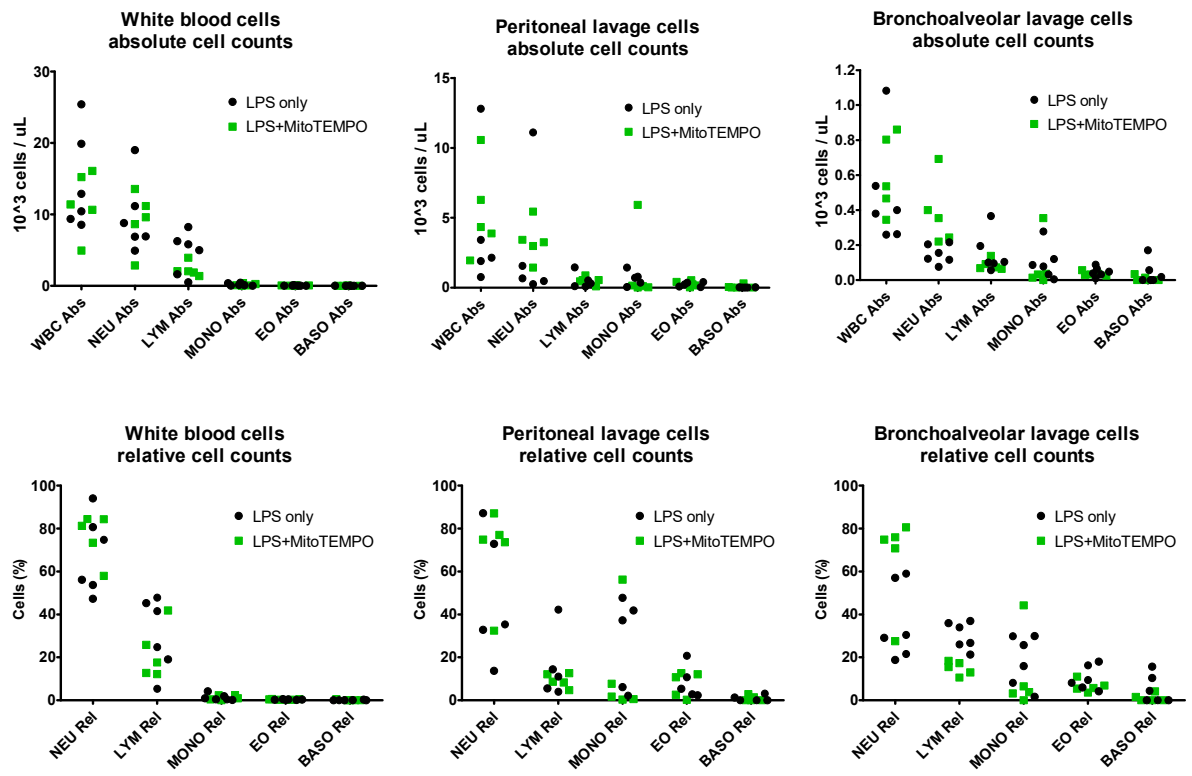 White blood cells
absolute cell counts
10^3 cells / uL
30
20
10
0
LPS only
LPS+MitoTEMPO
WBC Abs
NEU Abs
LYM Abs
MONO Abs
EO Abs
BASO Abs
Peritoneal lavage cells
absolute cell counts
10^3 cells / uL
15
10
5
0
LPS only
LPS+MitoTEMPO
WBC Abs
NEU Abs
LYM Abs
MONO Abs
EO Abs
BASO Abs
Bronchoalveolar lavage cells
absolute cell counts
10^3 cells / uL
1.2
1.0
0.8
0.6
0.4
0.2
0.0
LPS only
LPS+MitoTEMPO
WBC Abs
NEU Abs
LYM Abs
MONO Abs
EO Abs
BASO Abs
White blood cells
relative cell counts
Cells (%)
100
80
60
40
20
0
LPS only
LPS+MitoTEMPO
NEU Rel
LYM Rel
MONO Rel
EO Rel
BASO Rel
Peritoneal lavage cells
relative cell counts
Cells (%)
100
80
60
40
20
0
LPS only
LPS+MitoTEMPO
NEU Rel
LYM Rel
MONO Rel
EO Rel
BASO Rel
Bronchoalveolar lavage cells
relative cell counts
Cells (%)
100
80
60
40
20
0
LPS only
LPS+MitoTEMPO
NEU Rel
LYM Rel
MONO Rel
EO Rel
BASO Rel